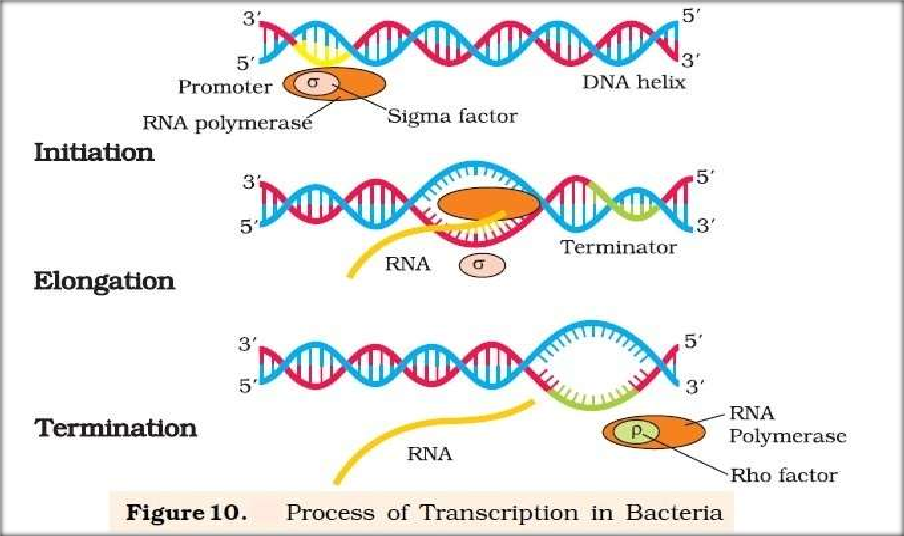 3′ 5′
5′ 3′
Promoter σ DNA helix
RNA polymerase Sigma factor
Initiation
3′ 5′
5′ 3′
Terminator
RNA σ
Elongation
3′ 5′
5′ 3′
RNA
Termination ρ Polymerase
RNA
Rho factor
Figure 10. Process of Transcription in Bacteria